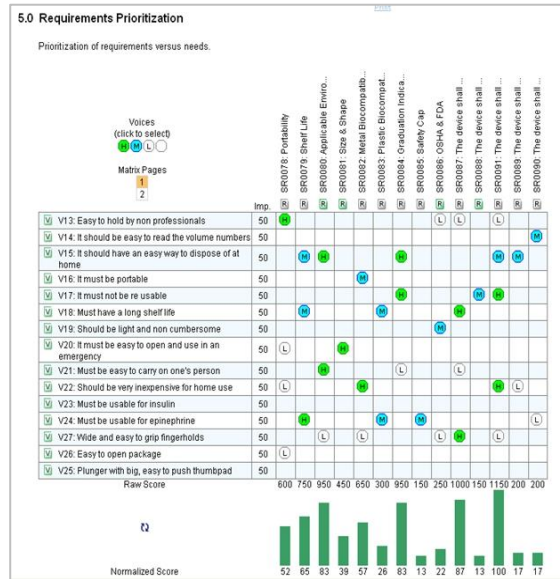 5.0 Requirements Prioritization
Prioritization of requirements versus needs.
Voices
(click to select)
H M L
Matrix Pages
1
2
SR0078: Portability
SR0079: Shelf Life
SR0080: Applicable Enviro...
SR0081: Size & Shape
SR0082: Metal Biocompatib...
SR0083: Plastic Biocompat...
SR0084: Graduation Indica...
SR0085: Safety Cap
SR0086: OSHA & FDA
SR0087: The device shall ...
SR0088: The device shall ...
SR0091: The device shall ...
SR0089: The device shall ...
SR0090: The device shall ...
Imp. R R R R R R R R R R R R R R
V V13: Easy to hold by non professionals 50 H L L L
V V14: It should be easy to read the volume numbers 50 M
V V15: It should have an easy way to dispose of at
home 50 M H H M M
V V16: It must be portable 50 M
V V17: It must not be re usable 50 H M H
V V18: Must have a long shelf life 50 M M H
V V19: Should be light and non cumbersome 50 M
V V20: It must be easy to open and use in an
emergency 50 L H
V V21: Must be easy to carry on one's person 50 H L L
V V22: Should be very inexpensive for home use 50 L H H L
V V23: Must be usable for insulin 50
V V24: Must be usable for epinephrine 50 H M M L
V V27: Wide and easy to grip fingerholds 50 L L L H L
V V26: Easy to open package 50 L
V V25: Plunger with big, easy to push thumbpad 50
Raw Score 600 750 950 450 650 300 950 150 250 1000 150 1150 200 200
Normalized Score 52 65 83 39 57 26 83 13 22 87 13 100 17 17